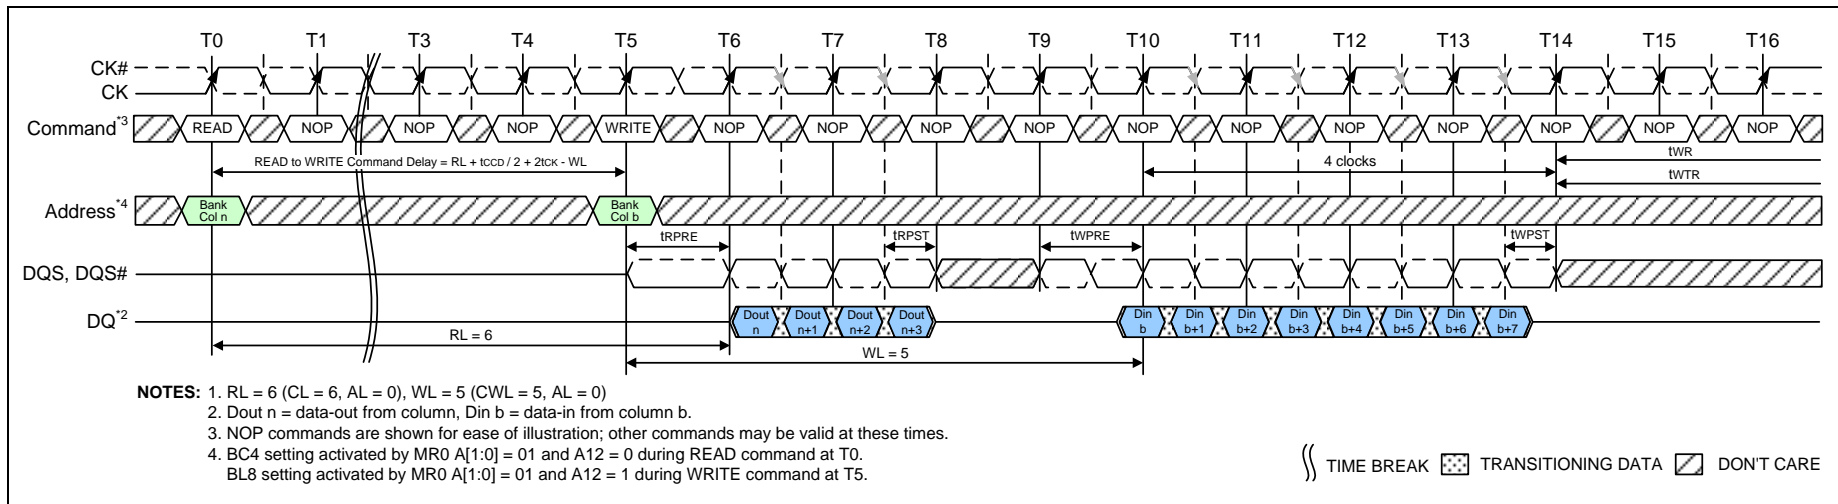 T0 T1 T3 T4 T5 T6 T7 T8 T9 T10 T11 T12 T13 T14 T15 T16
CK#
CK
Command*3 READ NOP NOP NOP WRITE NOP NOP NOP NOP NOP NOP NOP NOP NOP NOP NOP
READ to WRITE Command Delay = RL + tCCD / 2 + 2tCK - WL 4 clocks tWR
tWTR
Address*4 Bank Col n Bank Col b
tRPRE tRPST tWPRE tWPST
DQS, DQS#
DQ*2 Dout n Dout n+1 Dout n+2 Dout n+3 Din b Din b+1 Din b+2 Din b+3 Din b+4 Din b+5 Din b+6 Din b+7
RL = 6
WL = 5
NOTES: 1. RL = 6 (CL = 6, AL = 0), WL = 5 (CWL = 5, AL = 0)
2. Dout n = data-out from column, Din b = data-in from column b.
3. NOP commands are shown for ease of illustration; other commands may be valid at these times.
4. BC4 setting activated by MR0 A[1:0] = 01 and A12 = 0 during READ command at T0.
BL8 setting activated by MR0 A[1:0] = 01 and A12 = 1 during WRITE command at T5.
TIME BREAK TRANSITIONING DATA DON'T CARE